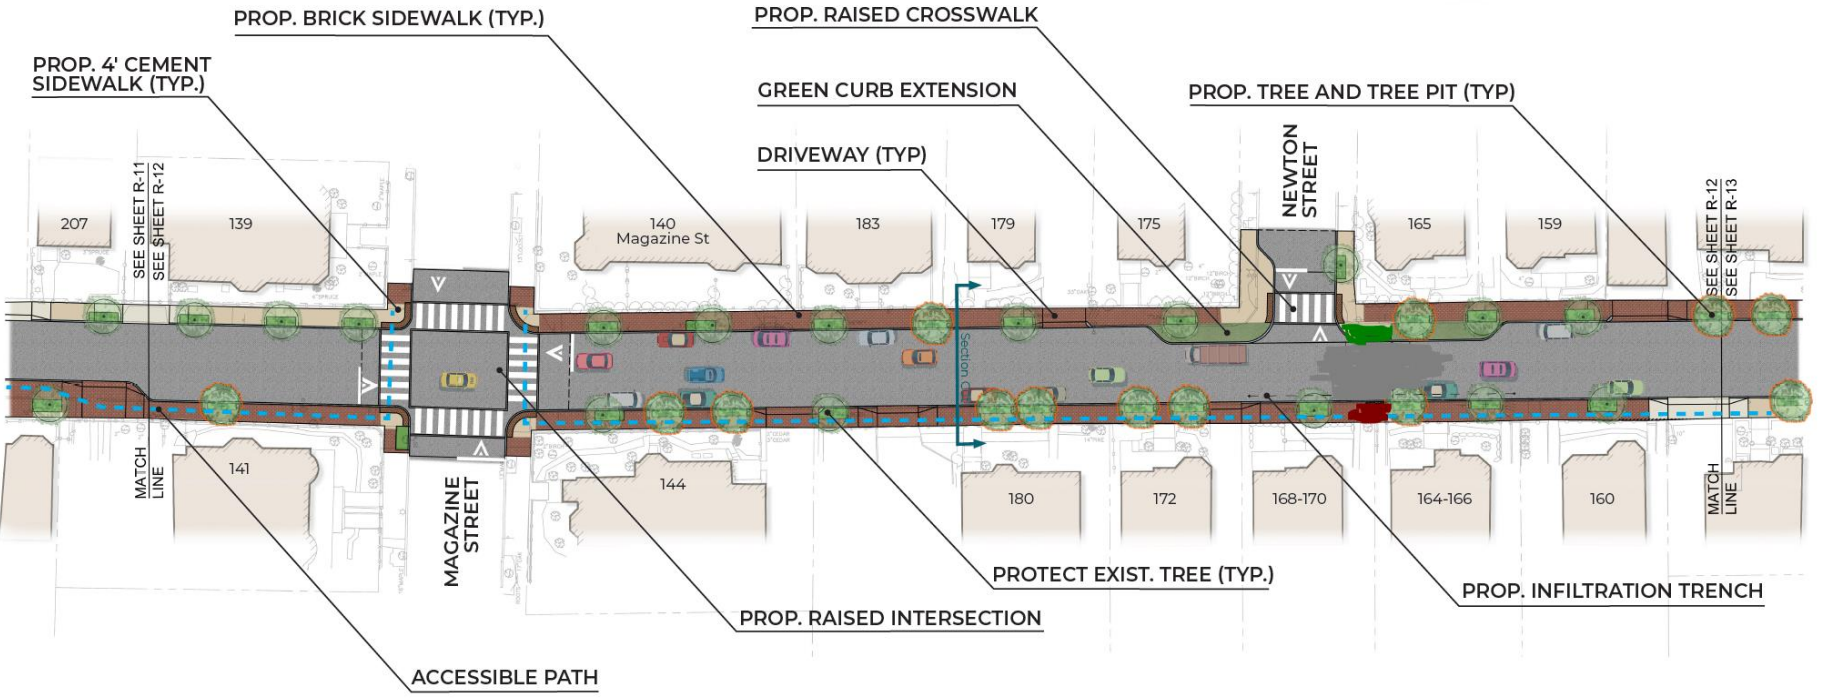 PROP. BRICK SIDEWALK (TYP.)
PROP. RAISED CROSSWALK
PROP. 4' CEMENT
SIDEWALK (TYP.)
GREEN CURB EXTENSION
PROP. TREE AND TREE PIT (TYP)
DRIVEWAY (TYP)
NEWTON
STREET
SEE SHEET R-11
SEE SHEET R-12
SEE SHEET R-12
SEE SHEET R-13
207
139
140
Magazine St
183
179
175
165
159
Section C
MATCH
LINE
MATCH
LINE
141
144
180
172
168-170
164-166
160
MAGAZINE
STREET
PROTECT EXIST. TREE (TYP.)
PROP. INFILTRATION TRENCH
PROP. RAISED INTERSECTION
ACCESSIBLE PATH